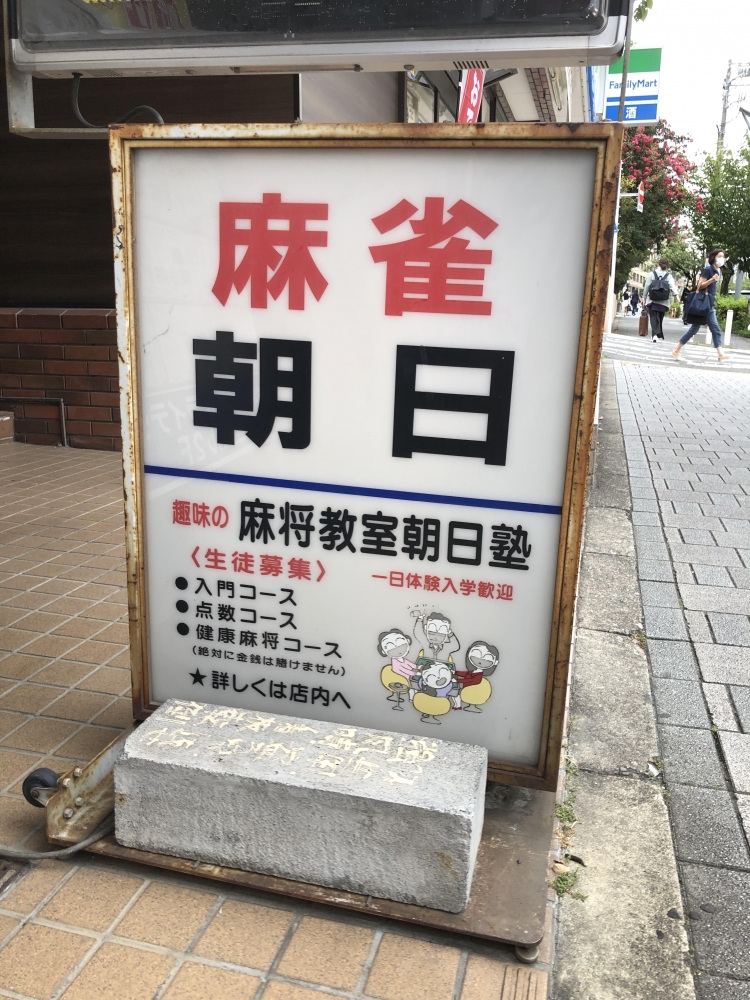 FamilyMart
酒
麻雀
朝日
趣味の 麻将教室朝日塾
〈生徒募集〉
一日体験入学歓迎
●入門コース
●点数コース
●健康麻将コース
(絶対に金銭は賭けません)
★詳しくは店内へ